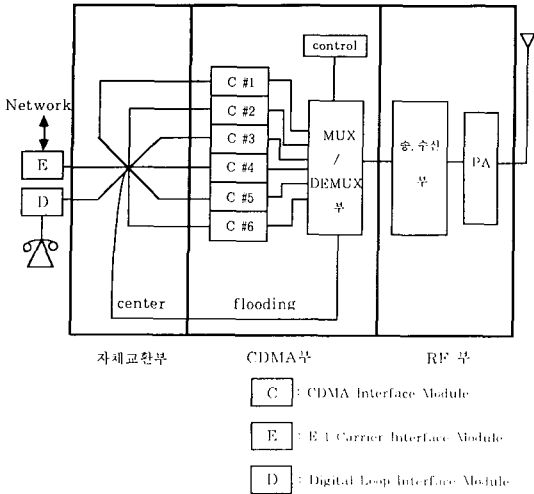 control
C #1
C #2
C #3
C #4
C #5
C #6
Network
E
D
MUX
/
DEMUX
부
송,수신
부
PA
center
flooding
자체교환부
CDMA부
RF 부
C : CDMA Interface Module
E : E-1 Carrier Interface Module
D : Digital Loop Interface Module